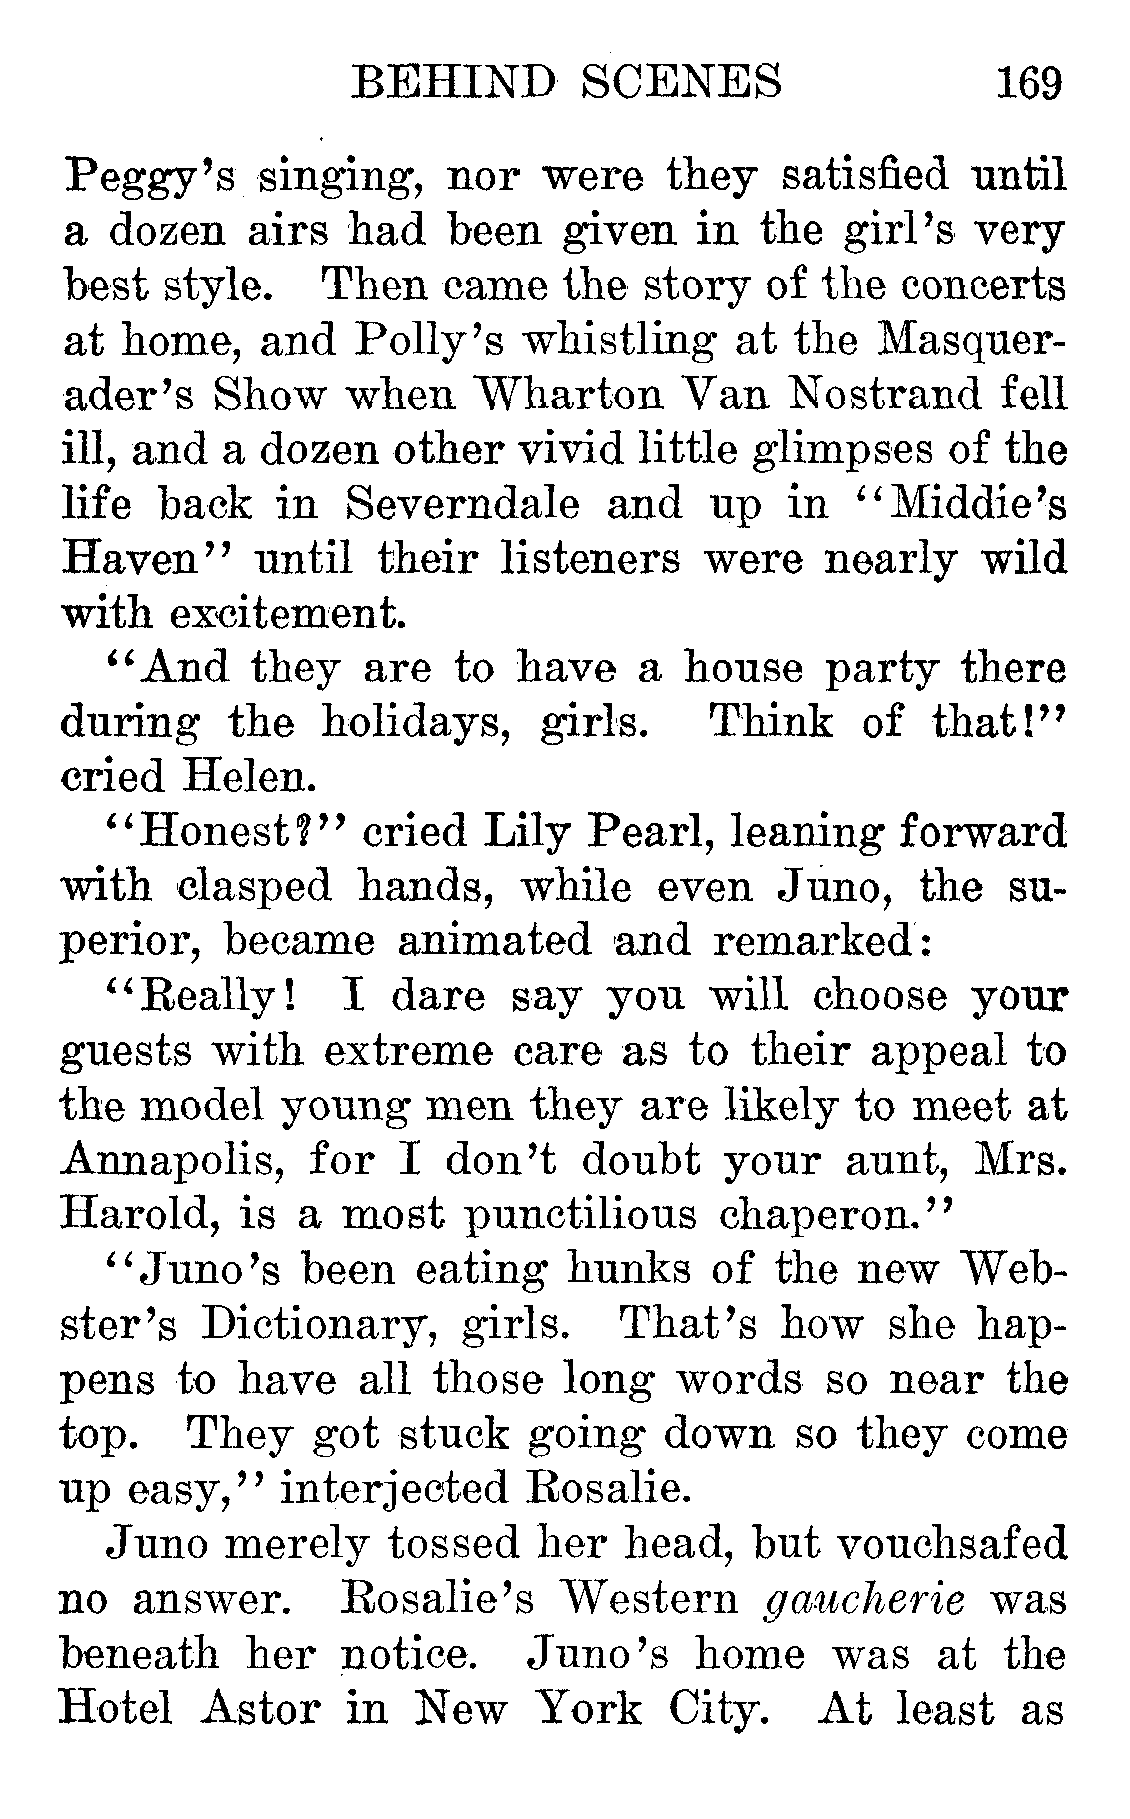 BEHIND SCENES 169
Peggy's singing, nor were they satisfied until
a dozen airs had been given in the girl's very
best style. Then came the story of the concerts
at home, and Polly's whistling at the Masquer-
ader's Show when Wharton Van Nostrand fell
ill, and a dozen other vivid little glimpses of the
life back in Severndale and up in "Middie's
Haven" until their listeners were nearly wild
with excitement.
"And they are to have a house party there
during the holidays, girls. Think of that!"
cried Helen.
"Honest?" cried Lily Pearl, leaning forward
with clasped hands, while even Juno, the su-
perior, became animated and remarked:
"Really! I dare say you will choose your
guests with extreme care as to their appeal to
the model young men they are likely to meet at
Annapolis, for I don't doubt your aunt, Mrs.
Harold, is a most punctilious chaperon."
"Juno's been eating hunks of the new Web-
ster's Dictionary, girls. That's how she hap-
pens to have all those long words so near the
top. They got stuck going down so they come
up easy," interjected Rosalie.
Juno merely tossed her head, but vouchsafed
no answer. Rosalie's Western gaucherie was
beneath her notice. Juno's home was at the
Hotel Astor in New York City. At least as